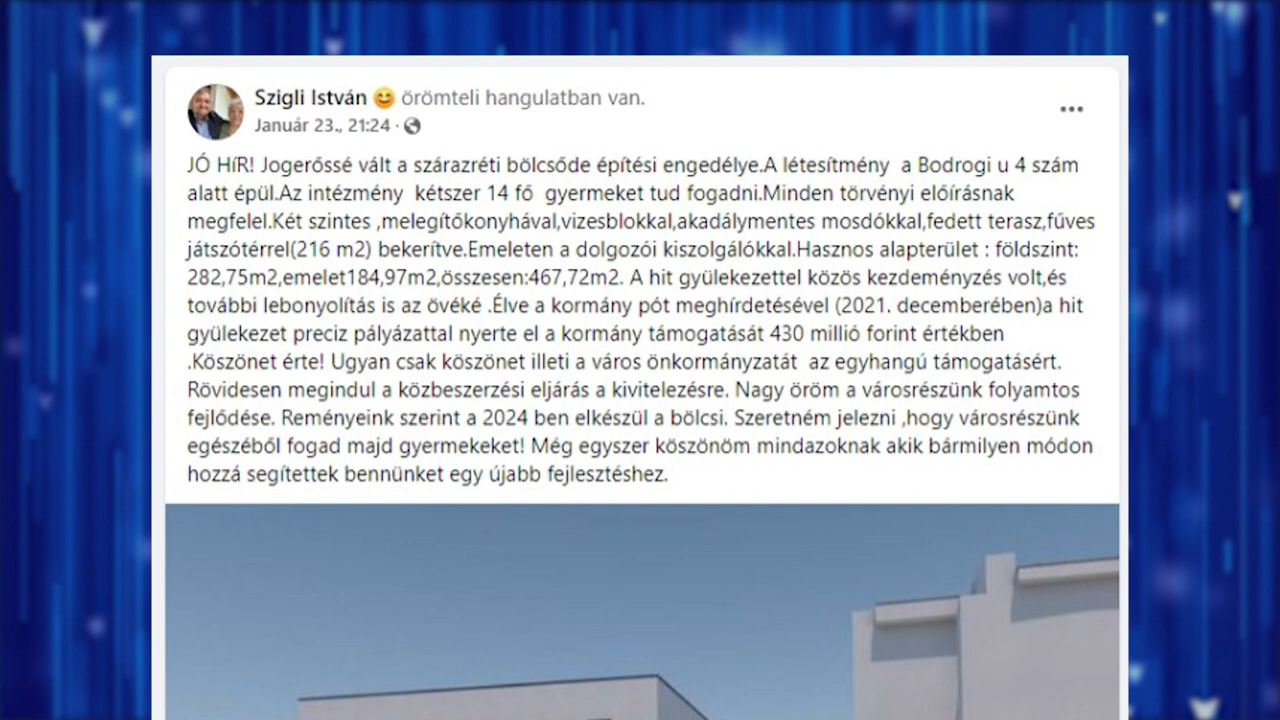 Szigli István 😊 örömteli hangulatban van.
Január 23., 21:24 ·
JÓ HíR! Jogerőssé vált a szárazréti bölcsőde építési engedélye.A létesítmény a Bodrogi u 4 szám
alatt épül.Az intézmény kétszer 14 fő gyermeket tud fogadni.Minden törvényi előírásnak
megfelel.Két szintes ,melegítőkonyhával,vizesblokkal,akadálymentes mosdókkal,fedett terasz,fűves
játszótérrel(216 m2) bekerítve.Emeleten a dolgozói kiszolgálókkal.Hasznos alapterület : földszint:
282,75m2,emelet184,97m2,összesen:467,72m2. A hit gyülekezettel közös kezdeményzés volt,és
további lebonyolítás is az övéké .Élve a kormány pót meghírdetésével (2021. decemberében)a hit
gyülekezet preciz pályázattal nyerte el a kormány támogatását 430 millió forint értékben
.Köszönet érte! Ugyan csak köszönet illeti a város önkormányzatát az egyhangú támogatásért.
Rövidesen megindul a közbeszerzési eljárás a kivitelezésre. Nagy öröm a városrészünk folyamtos
fejlődése. Reményeink szerint a 2024 ben elkészül a bölcsi. Szeretném jelezni ,hogy városrészünk
egészéből fogad majd gyermekeket! Még egyszer köszönöm mindazoknak akik bármilyen módon
hozzá segítettek bennünket egy újabb fejlesztéshez.